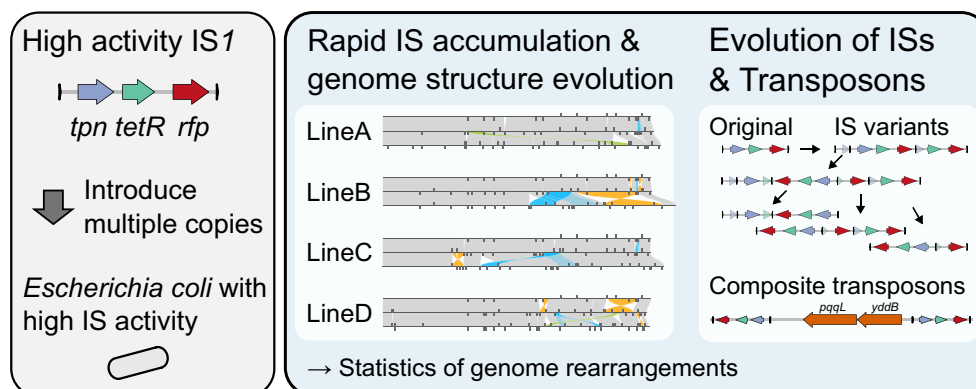 High activity IS1
tpn tetR rfp
Introduce
multiple copies
Escherichia coli with
high IS activity
Rapid IS accumulation &
genome structure evolution
LineA
LineB
LineC
LineD
→ Statistics of genome rearrangements
Evolution of ISs
& Transposons
Original
IS variants
Composite transposons
pqqL
yddB